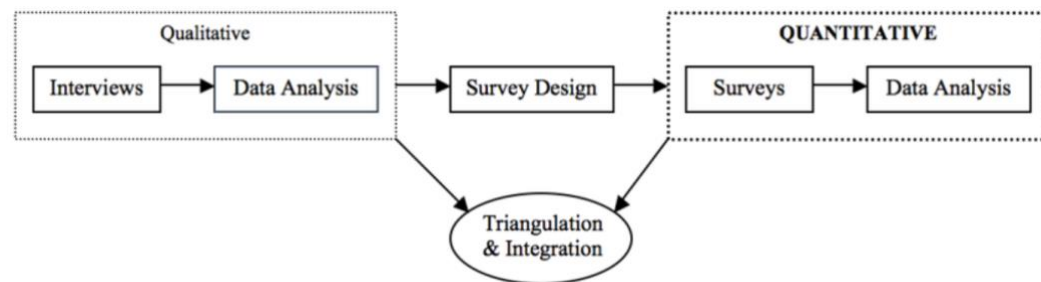 Qualitative
QUANTITATIVE
Interviews
Data Analysis
Survey Design
Surveys
Data Analysis
Triangulation
& Integration